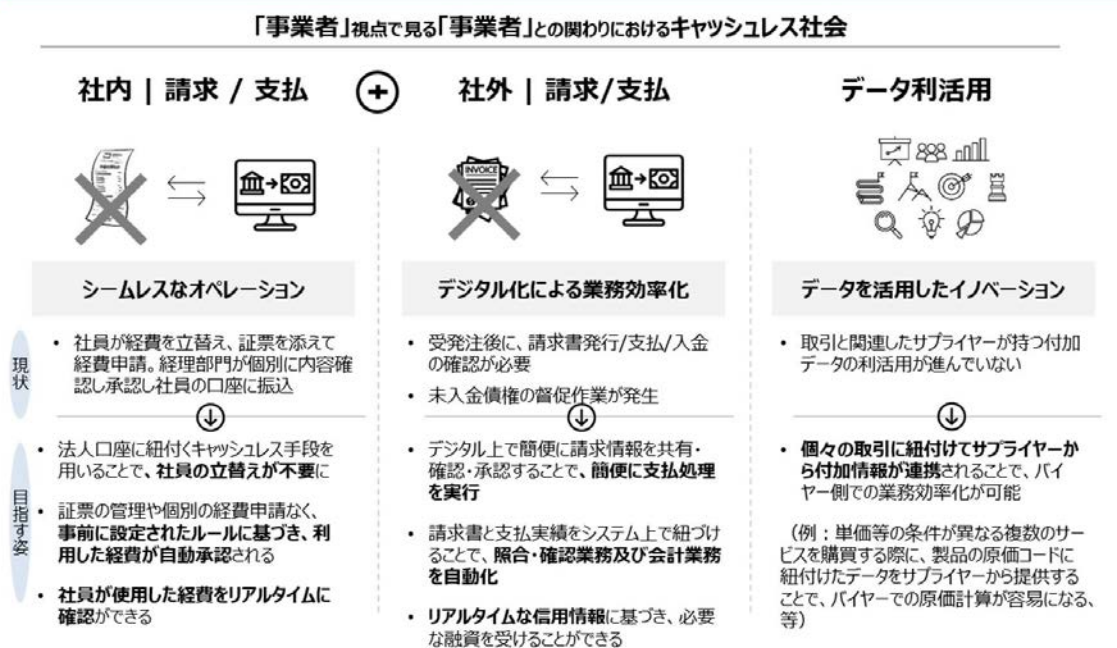 「事業者」視点で見る「事業者」との関わりにおけるキャッシュレス社会
社内 | 請求 / 支払
シームレスなオペレーション
現状
• 社員が経費を立替え、証票を添えて
経費申請。経理部門が個別に内容確
認し承認し社員の口座に振込
目指す姿
• 法人口座に紐付くキャッシュレス手段を
用いることで、社員の立替えが不要に
• 証票の管理や個別の経費申請なく、
事前に設定されたルールに基づき、利
用した経費が自動承認される
• 社員が使用した経費をリアルタイムに
確認ができる
社外 | 請求/支払
INVOICE
デジタル化による業務効率化
• 受発注後に、請求書発行/支払/入金
の確認が必要
• 未入金債権の督促作業が発生
• デジタル上で簡便に請求情報を共有・
確認・承認することで、簡便に支払処理
を実行
• 請求書と支払実績をシステム上で紐づけ
ることで、照合・確認業務及び会計業務
を自動化
• リアルタイムな信用情報に基づき、必要
な融資を受けることができる
データ利活用
データを活用したイノベーション
• 取引と関連したサプライヤーが持つ付加
データの利活用が進んでいない
• 個々の取引に紐付けてサプライヤーか
ら付加情報が連携されることで、バイ
ヤー側での業務効率化が可能
（例：単価等の条件が異なる複数のサー
ビスを購買する際に、製品の原価コードに
紐付けたデータをサプライヤーから提供する
ことで、バイヤーでの原価計算が容易になる、
等）